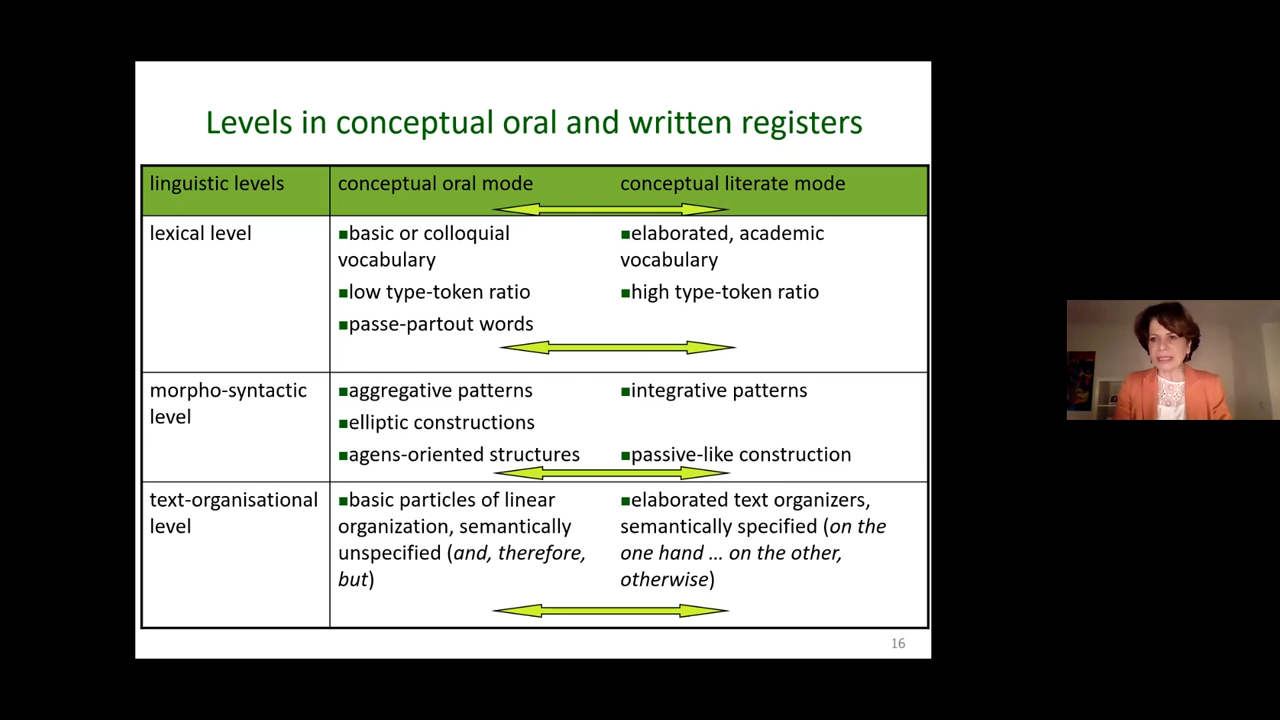 Levels in conceptual oral and written registers
linguistic levels
conceptual oral mode
conceptual literate mode
lexical level
■basic or colloquial
vocabulary
■low type-token ratio
■passe-partout words
■elaborated, academic
vocabulary
■high type-token ratio
morpho-syntactic
level
■aggregative patterns
■elliptic constructions
■agens-oriented structures
■integrative patterns
■passive-like construction
text-organisational
level
■basic particles of linear
organization, semantically
unspecified (and, therefore,
but)
■elaborated text organizers,
semantically specified (on the
one hand … on the other,
otherwise)
16